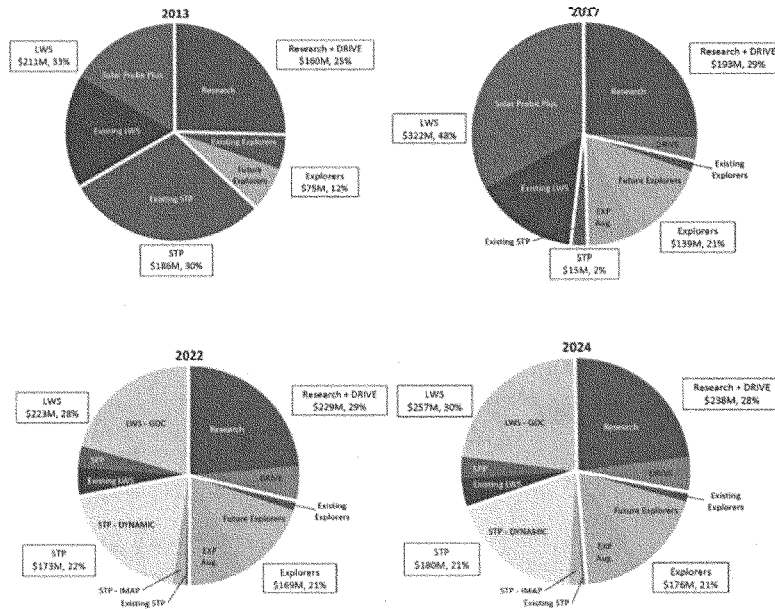 2013
LWS
$211M, 33%
Research + DRIVE
$160M, 25%
Solar Probe Plus
Research
Existing LWS
Existing Explorers
Future
Explorers
Explorers
$75M, 12%
Existing STP
STP
$186M, 30%
2017
Research + DRIVE
$193M, 29%
Solar Probe Plus
Research
LWS
$322M, 48%
DRIVE
Existing
Explorers
Existing LWS
Future Explorers
EXP
Aug.
Existing STP
Explorers
$139M, 21%
STP
$15M, 2%
2022
LWS
$223M, 28%
Research + DRIVE
$229M, 29%
LWS - GDC
Research
SPP
Existing LWS
DRIVE
Existing
Explorers
Future Explorers
STP - DYNAMIC
EXP
Aug.
STP
$173M, 22%
Explorers
$169M, 21%
STP - IMAP
Existing STP
2024
LWS
$257M, 30%
Research + DRIVE
$238M, 28%
LWS - GDC
Research
SPP
Existing LWS
DRIVE
Existing
Explorers
Future Explorers
STP - DYNAMIC
EXP
Aug.
STP
$180M, 21%
Explorers
$176M, 21%
STP - IMAP
Existing STP